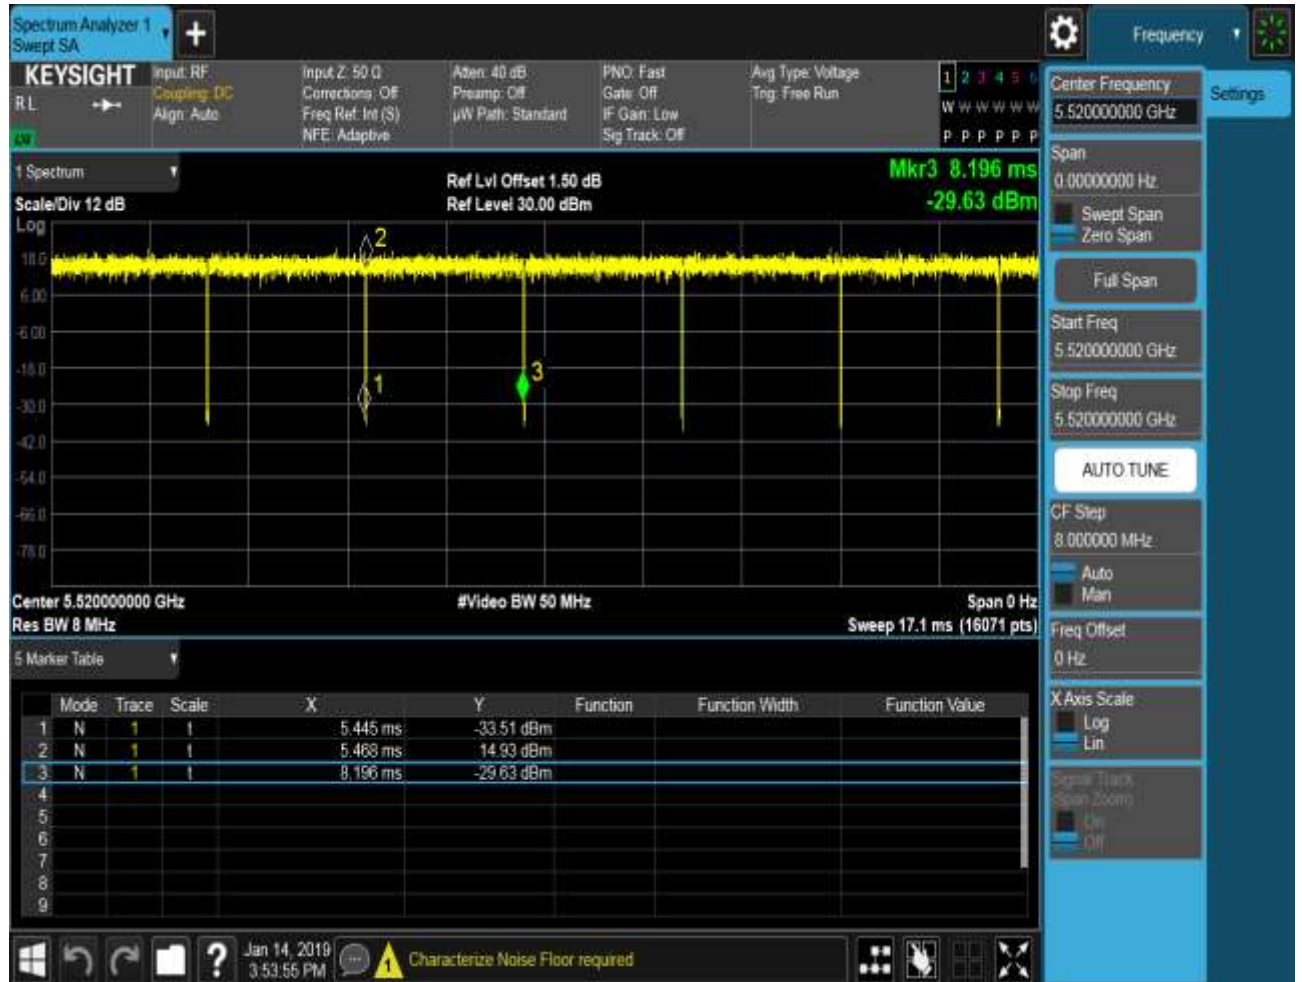 Spectrum Analyzer 1
Swept SA
+
Frequency
KEYSIGHT
Input: RF
Input Z: 50 Ω
Atten: 40 dB
PNO: Fast
Avg Type: Voltage
1 2 3 4 5 6
R L
Coupling: DC
Corrections: Off
Preamp: Off
Gate: Off
Trig: Free Run
W W W W W W
Align: Auto
Freq Ref: Int (S)
µW Path: Standard
IF Gain: Low
NFE: Adaptive
Sig Track: Off
P P P P P P
1 Spectrum
Scale/Div 12 dB
Ref Lvl Offset 1.50 dB
Ref Level 30.00 dBm
Mkr3 8.196 ms
-29.63 dBm
Log
18.0
6.00
-6.00
-18.0
-30.0
-42.0
-54.0
-66.0
-78.0
2
1
3
Center 5.520000000 GHz
#Video BW 50 MHz
Span 0 Hz
Res BW 8 MHz
Sweep 17.1 ms (16071 pts)
5 Marker Table
Mode Trace Scale X Y Function Function Width Function Value
1 N 1 t 5.445 ms -33.51 dBm
2 N 1 t 5.468 ms 14.93 dBm
3 N 1 t 8.196 ms -29.63 dBm
4
5
6
7
8
9
Jan 14, 2019
3:53:55 PM
?
1
Characterize Noise Floor required
Center Frequency
5.520000000 GHz
Settings
Span
0.00000000 Hz
Swept Span
Zero Span
Full Span
Start Freq
5.520000000 GHz
Stop Freq
5.520000000 GHz
AUTO TUNE
CF Step
8.000000 MHz
Auto
Man
Freq Offset
0 Hz
X Axis Scale
Log
Lin
Signal Track
(Span Zoom)
On
Off